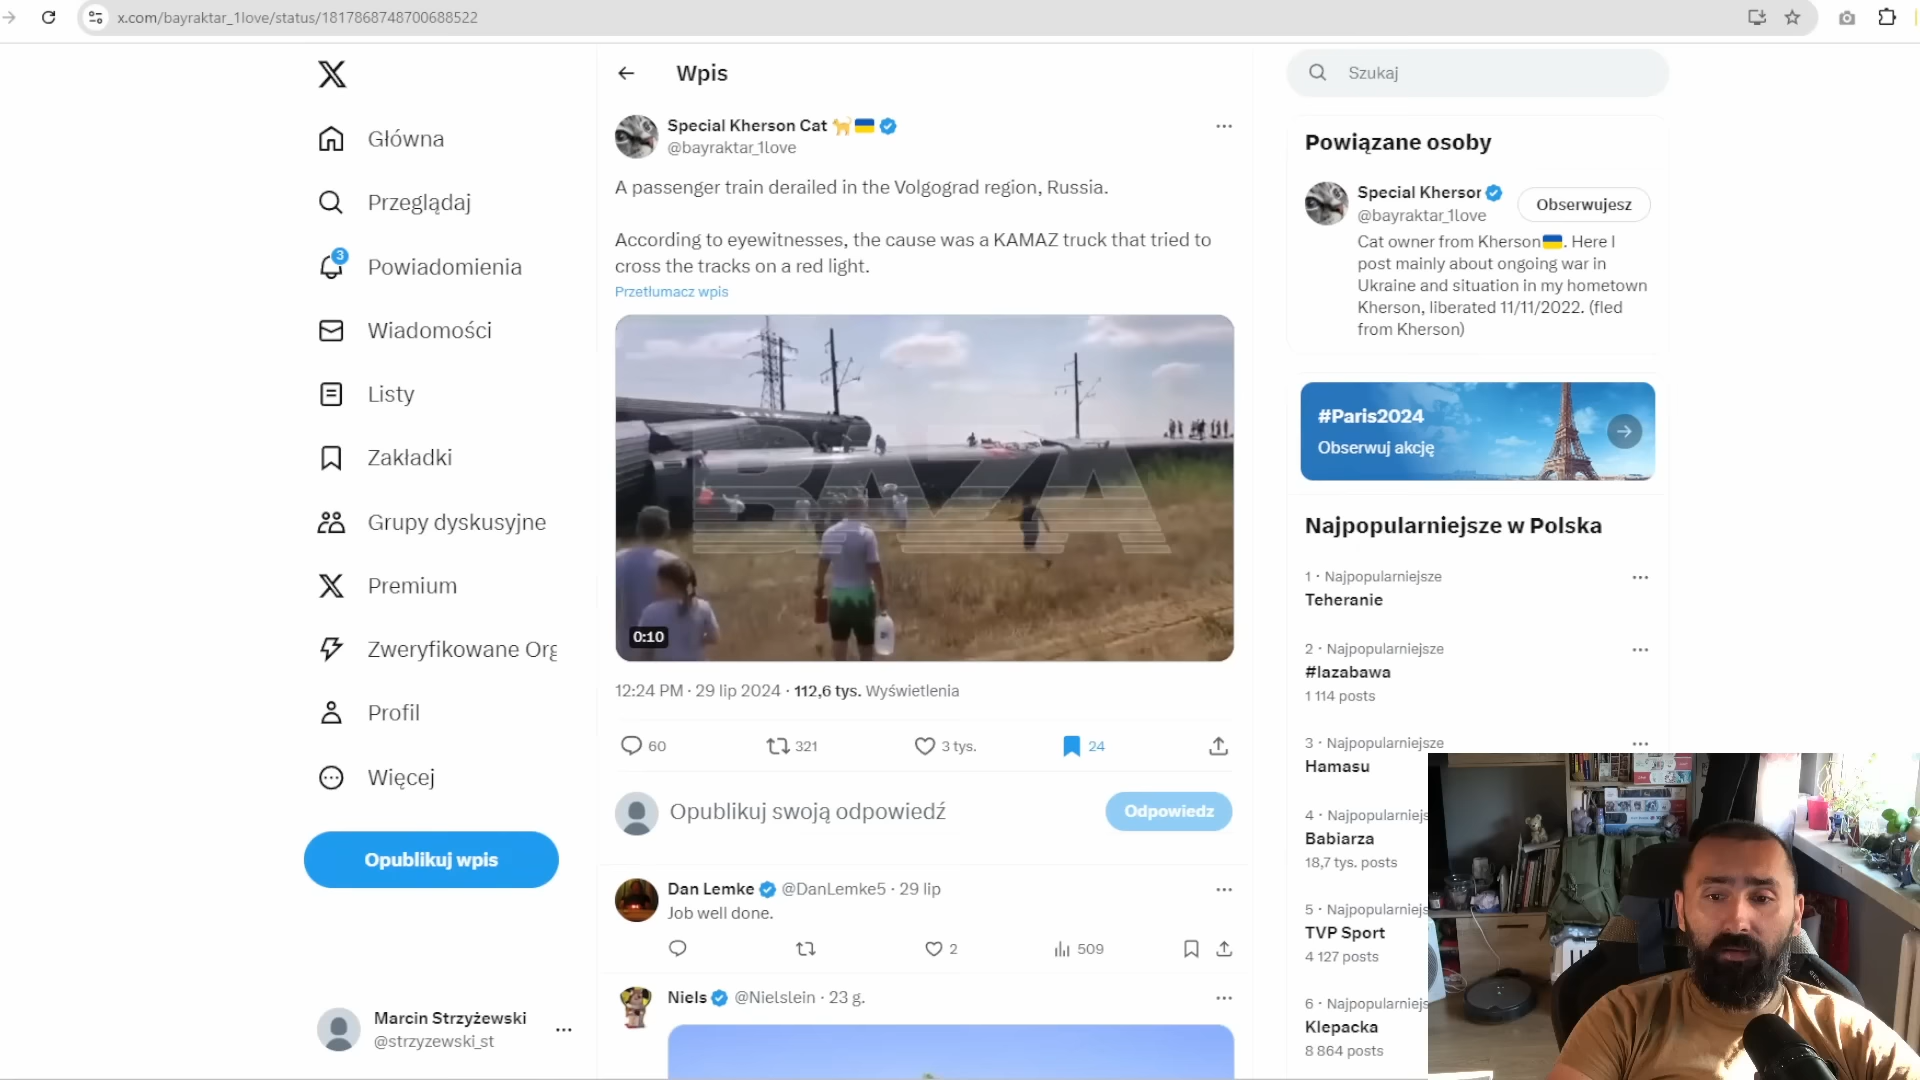 x.com/bayraktar_1love/status/1817868748700688522
Główna
Przeglądaj
3
Powiadomienia
Wiadomości
Listy
Zakładki
Grupy dyskusyjne
Premium
Zweryfikowane Org
Profil
Więcej
Opublikuj wpis
Marcin Strzyżewski
@strzyzewski_st
Wpis
Special Kherson Cat
@bayraktar_1love
A passenger train derailed in the Volgograd region, Russia.
According to eyewitnesses, the cause was a KAMAZ truck that tried to
cross the tracks on a red light.
Przetłumacz wpis
BAZA
0:10
12:24 PM · 29 lip 2024 · 112,6 tys. Wyświetlenia
60 321 3 tys. 24
Opublikuj swoją odpowiedź
Odpowiedz
Dan Lemke @DanLemke5 · 29 lip
Job well done.
2 509
Niels @Nielslein · 23 g.
Szukaj
Powiązane osoby
Special Kherson
@bayraktar_1love
Obserwujesz
Cat owner from Kherson. Here I
post mainly about ongoing war in
Ukraine and situation in my hometown
Kherson, liberated 11/11/2022. (fled
from Kherson)
#Paris2024
Obserwuj akcję
Najpopularniejsze w Polska
1 · Najpopularniejsze
Teheranie
2 · Najpopularniejsze
#lazabawa
1 114 posts
3 · Najpopularniejsze
Hamasu
4 · Najpopularniejs
Babiarza
18,7 tys. posts
5 · Najpopularniejs
TVP Sport
4 127 posts
6 · Najpopularniejs
Klepacka
8 864 posts